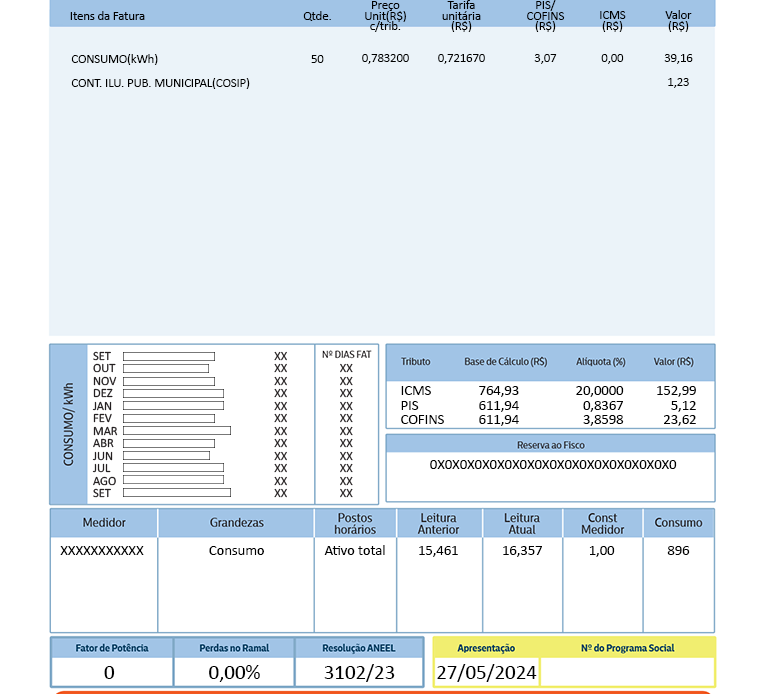 Itens da Fatura Qtde. Preço Unit(R$) c/trib. Tarifa unitária (R$) PIS/ COFINS (R$) ICMS (R$) Valor (R$)
CONSUMO(kWh) 50 0,783200 0,721670 3,07 0,00 39,16
CONT. ILU. PUB. MUNICIPAL(COSIP) 1,23
CONSUMO/ kWh
Nº DIAS FAT
SET XX XX
OUT XX XX
NOV XX XX
DEZ XX XX
JAN XX XX
FEV XX XX
MAR XX XX
ABR XX XX
JUN XX XX
JUL XX XX
AGO XX XX
SET XX XX
Tributo Base de Cálculo (R$) Alíquota (%) Valor (R$)
ICMS 764,93 20,0000 152,99
PIS 611,94 0,8367 5,12
COFINS 611,94 3,8598 23,62
Reserva ao Fisco
0X0X0X0X0X0X0X0X0X0X0X0X0X0X0X0X0
Medidor Grandezas Postos horários Leitura Anterior Leitura Atual Const Medidor Consumo
XXXXXXXXXXX Consumo Ativo total 15,461 16,357 1,00 896
Fator de Potência Perdas no Ramal Resolução ANEEL Apresentação Nº do Programa Social
0 0,00% 3102/23 27/05/2024